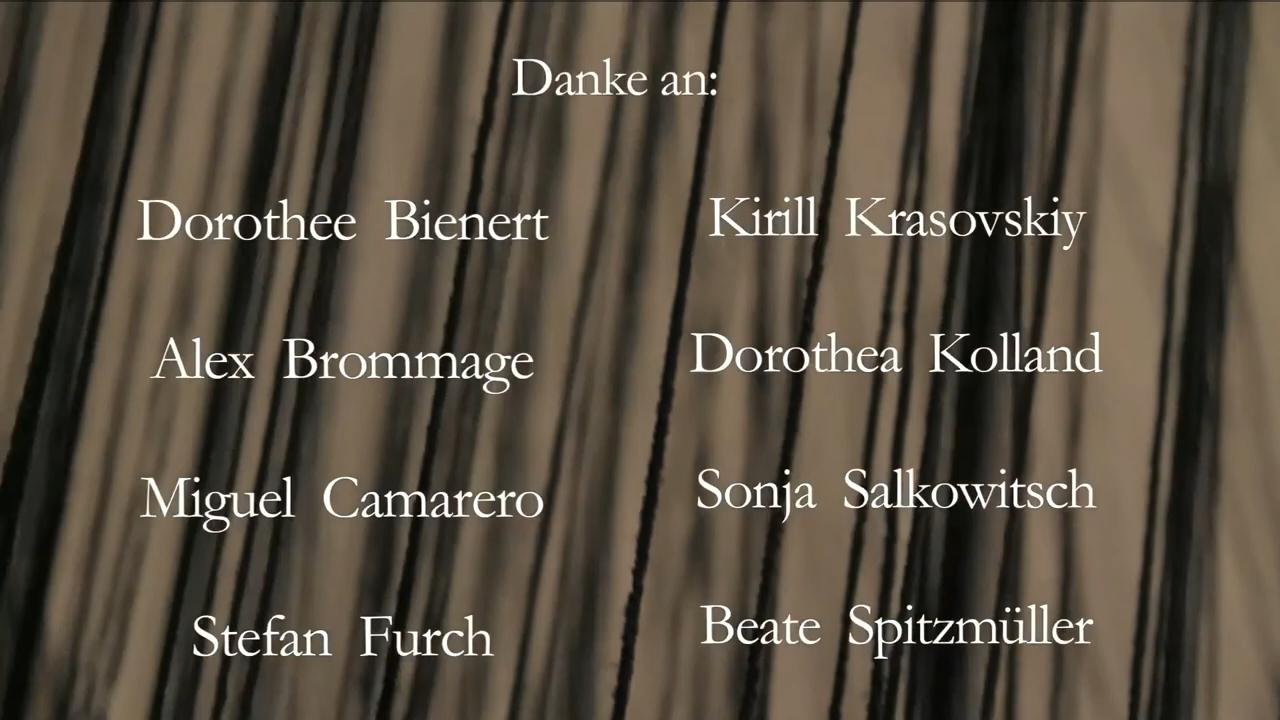 Danke an:
Dorothee Bienert
Alex Brommage
Miguel Camarero
Stefan Furch
Kirill Krasovskiy
Dorothea Kolland
Sonja Salkowitsch
Beate Spitzmüller